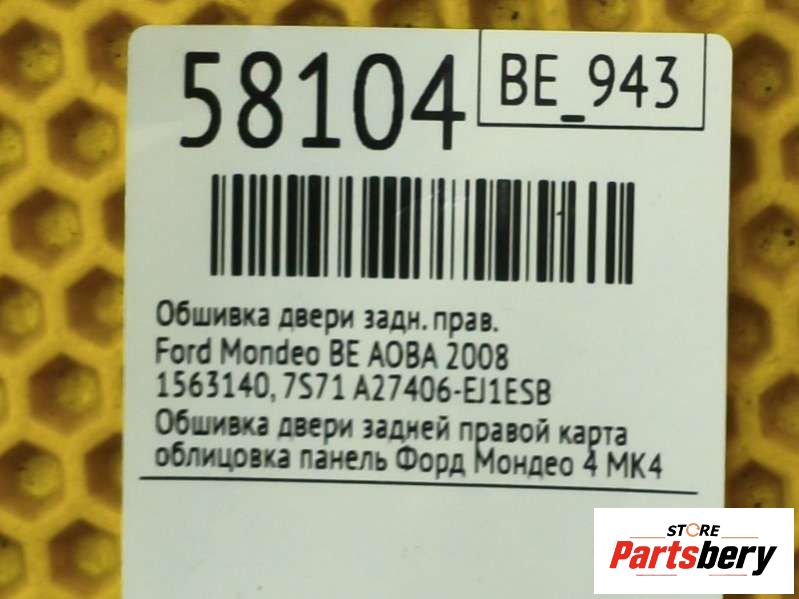 58104
BE_943
Обшивка двери задн. прав.
Ford Mondeo BE AOBA 2008
1563140, 7S71 A27406-EJ1ESB
Обшивка двери задней правой карта
облицовка панель Форд Мондео 4 МК4
STORE
Partsbery